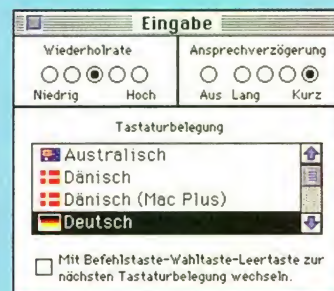 Eingabe
Wiederholrate
Niedrig Hoch
Ansprechverzögerung
Aus Lang Kurz
Tastaturbelegung
Australisch
Dänisch
Dänisch (Mac Plus)
Deutsch
Mit Befehlstaste-Wahltaste-Leertaste zur
nächsten Tastaturbelegung wechseln.